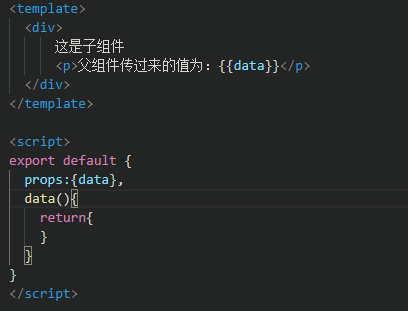 <template>
  <div>
      这是子组件
      <p>父组件传过来的值为：{{data}}</p>
  </div>
</template>

<script>
export default {
  props:{data},
  data(){
    return{
    }
  }
}
</script>